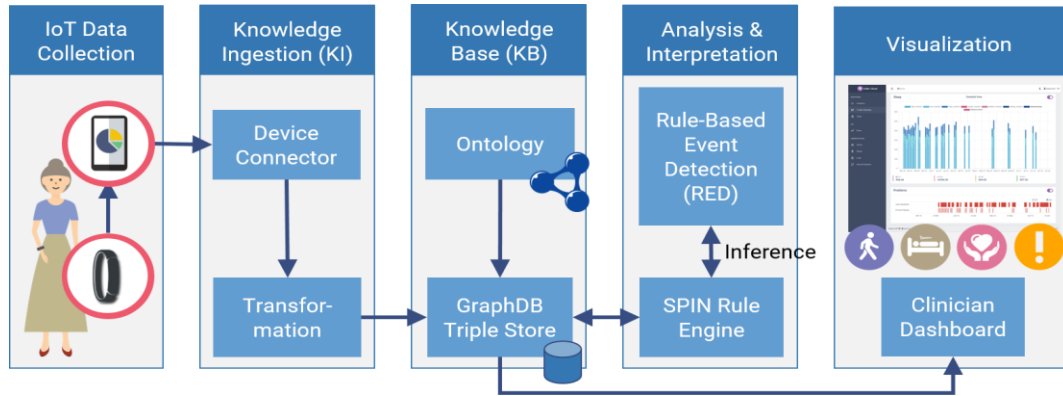 IoT Data
Collection
Knowledge
Ingestion (KI)
Device
Connector
Transfor-
mation
Knowledge
Base (KB)
Ontology
GraphDB
Triple Store
Analysis &
Interpretation
Rule-Based
Event
Detection
(RED)
Inference
SPIN Rule
Engine
Visualization
Clinician
Dashboard